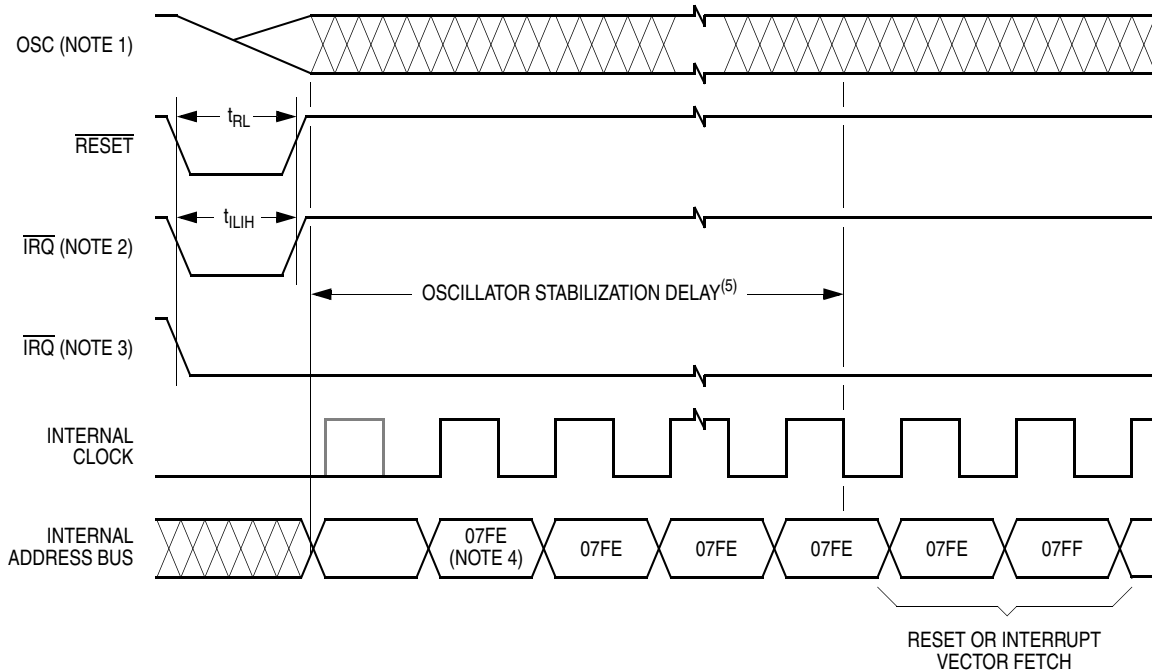 OSC (NOTE 1)
RESET
t_RL
IRQ (NOTE 2)
t_ILIH
OSCILLATOR STABILIZATION DELAY(5)
IRQ (NOTE 3)
INTERNAL
CLOCK
INTERNAL
ADDRESS BUS
07FE
(NOTE 4)
07FE
07FE
07FE
07FE
07FF
RESET OR INTERRUPT
VECTOR FETCH